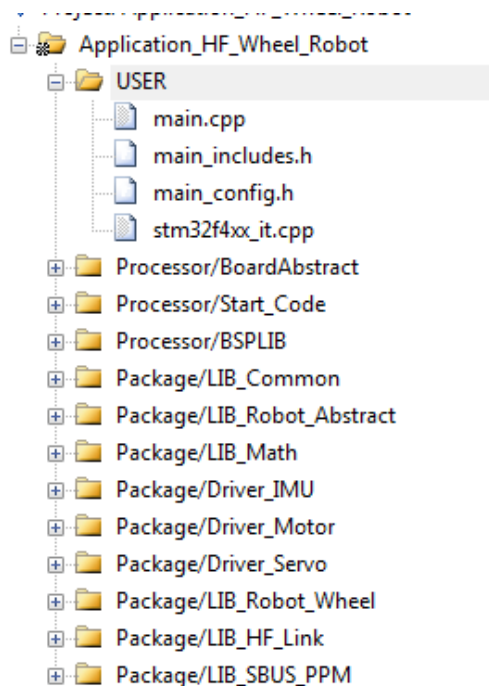 Application_HF_Wheel_Robot
USER
main.cpp
main_includes.h
main_config.h
stm32f4xx_it.cpp
Processor/BoardAbstract
Processor/Start_Code
Processor/BSPLIB
Package/LIB_Common
Package/LIB_Robot_Abstract
Package/LIB_Math
Package/Driver_IMU
Package/Driver_Motor
Package/Driver_Servo
Package/LIB_Robot_Wheel
Package/LIB_HF_Link
Package/LIB_SBUS_PPM